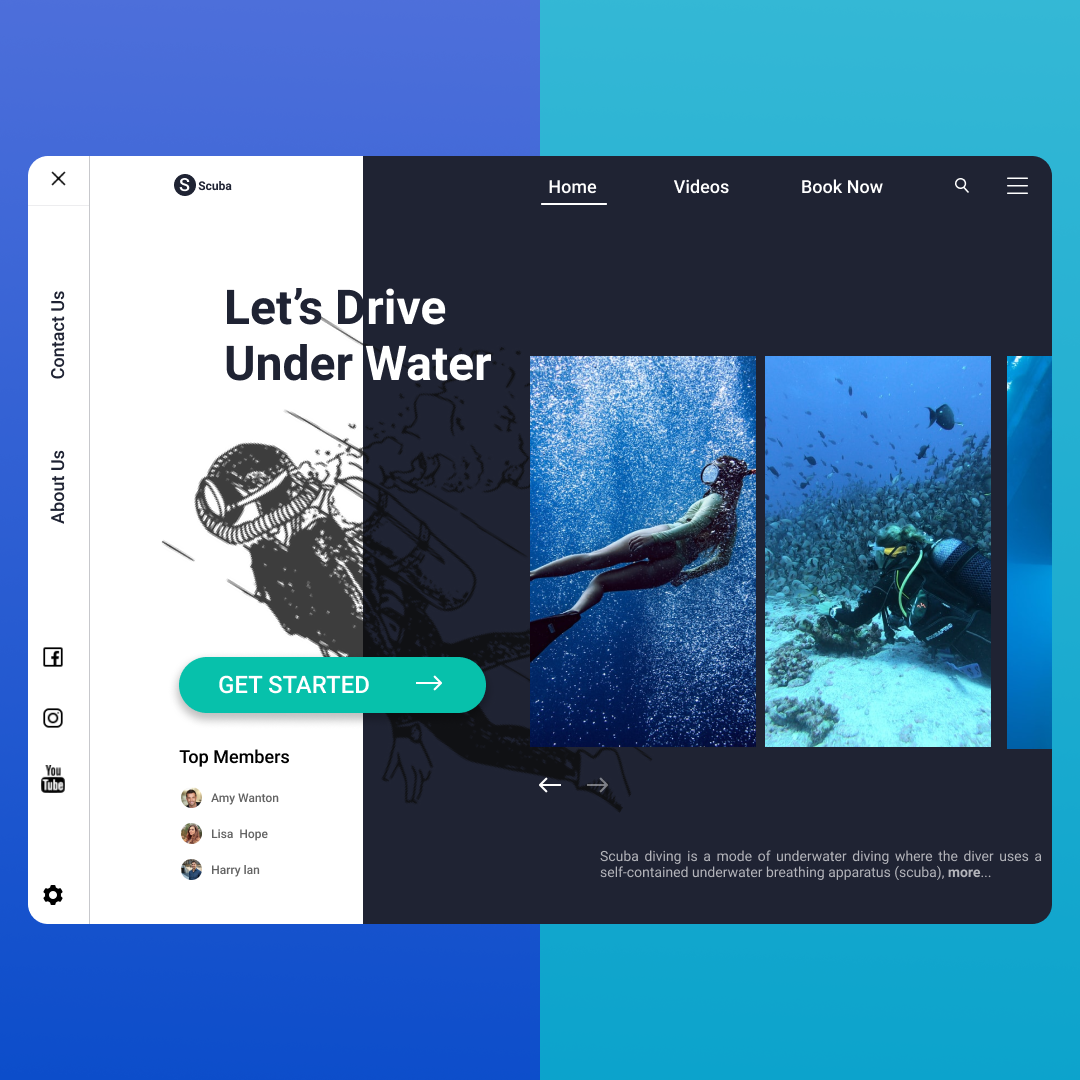 S Scuba
Home
Videos
Book Now
Contact Us
About Us
Let’s Drive
Under Water
You
Tube
GET STARTED
Top Members
Amy Wanton
Lisa Hope
Harry lan
Scuba diving is a mode of underwater diving where the diver uses a
self-contained underwater breathing apparatus (scuba), more...